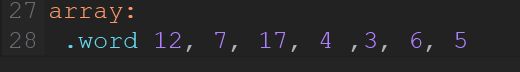 27 array:
28 .word 12, 7, 17, 4 ,3, 6, 5